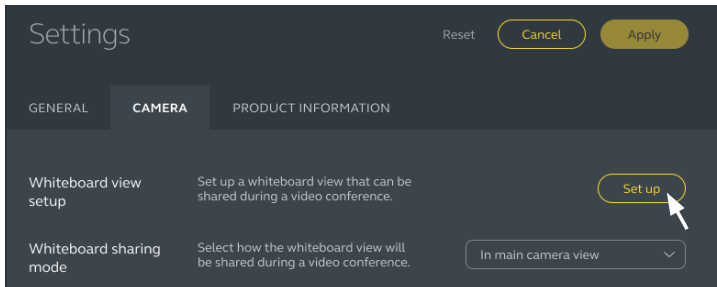 Settings
Reset
Cancel
Apply
GENERAL
CAMERA
PRODUCT INFORMATION
Whiteboard view
setup
Set up a whiteboard view that can be
shared during a video conference.
Set up
Whiteboard sharing
mode
Select how the whiteboard view will
be shared during a video conference.
In main camera view